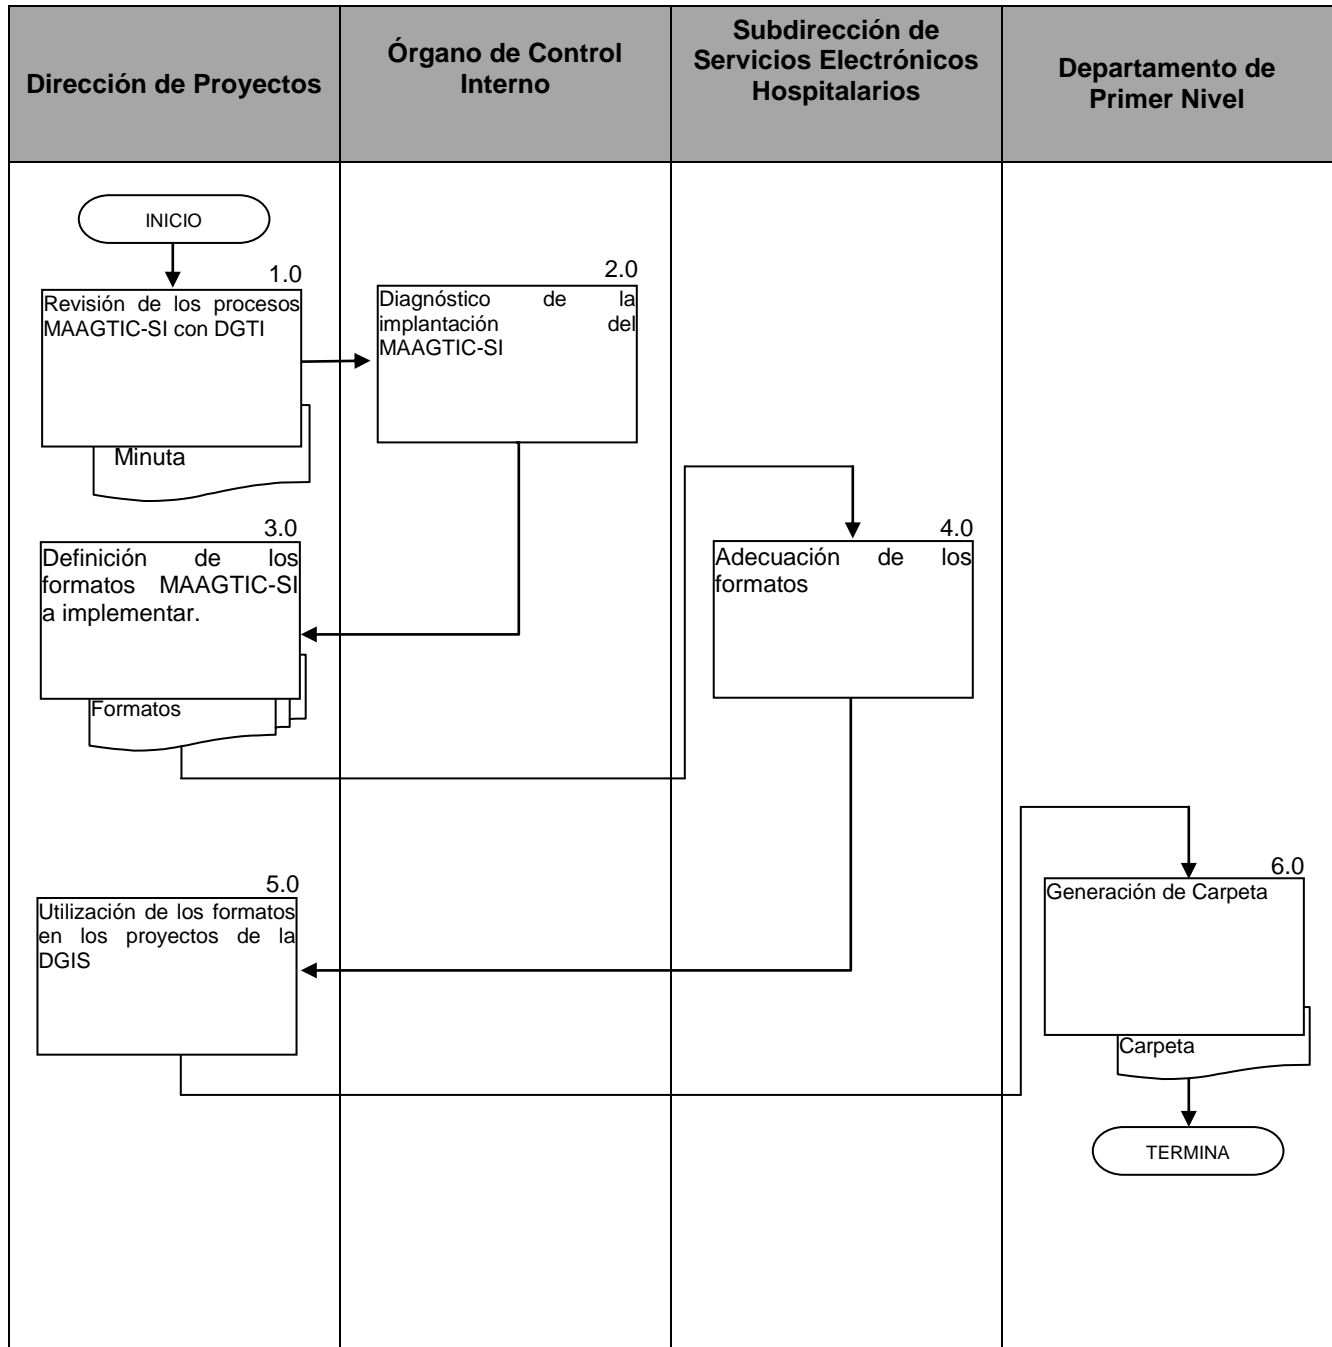 Dirección de Proyectos
Órgano de Control
Interno
Subdirección de
Servicios Electrónicos
Hospitalarios
Departamento de
Primer Nivel
INICIO
1.0
Revisión de los procesos
MAAGTIC-SI con DGTI
Minuta
2.0
Diagnóstico de la
implantación del
MAAGTIC-SI
3.0
Definición de los
formatos MAAGTIC-SI
a implementar.
Formatos
4.0
Adecuación de los
formatos
5.0
Utilización de los formatos
en los proyectos de la
DGIS
6.0
Generación de Carpeta
Carpeta
TERMINA